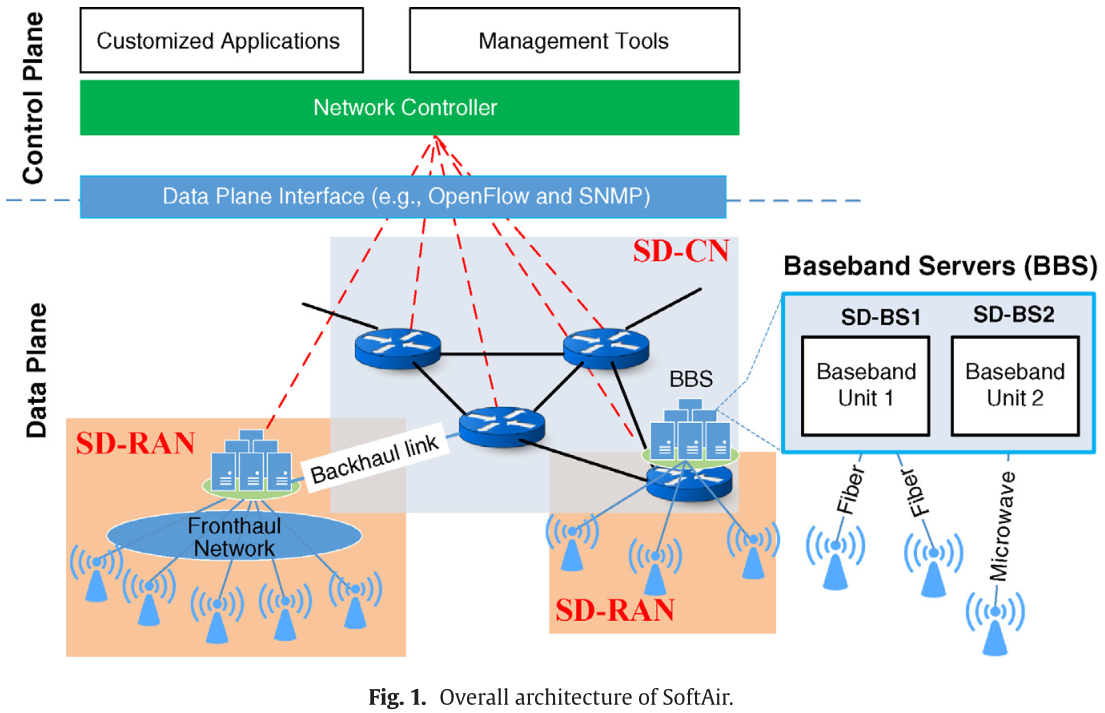 Control Plane
Customized Applications
Management Tools
Network Controller
Data Plane Interface (e.g., OpenFlow and SNMP)
Data Plane
SD-CN
Baseband Servers (BBS)
SD-BS1
SD-BS2
Baseband
Unit 1
Baseband
Unit 2
BBS
SD-RAN
Backhaul link
Fronthaul
Network
Fiber
Fiber
Microwave
SD-RAN
Fig. 1. Overall architecture of SoftAir.